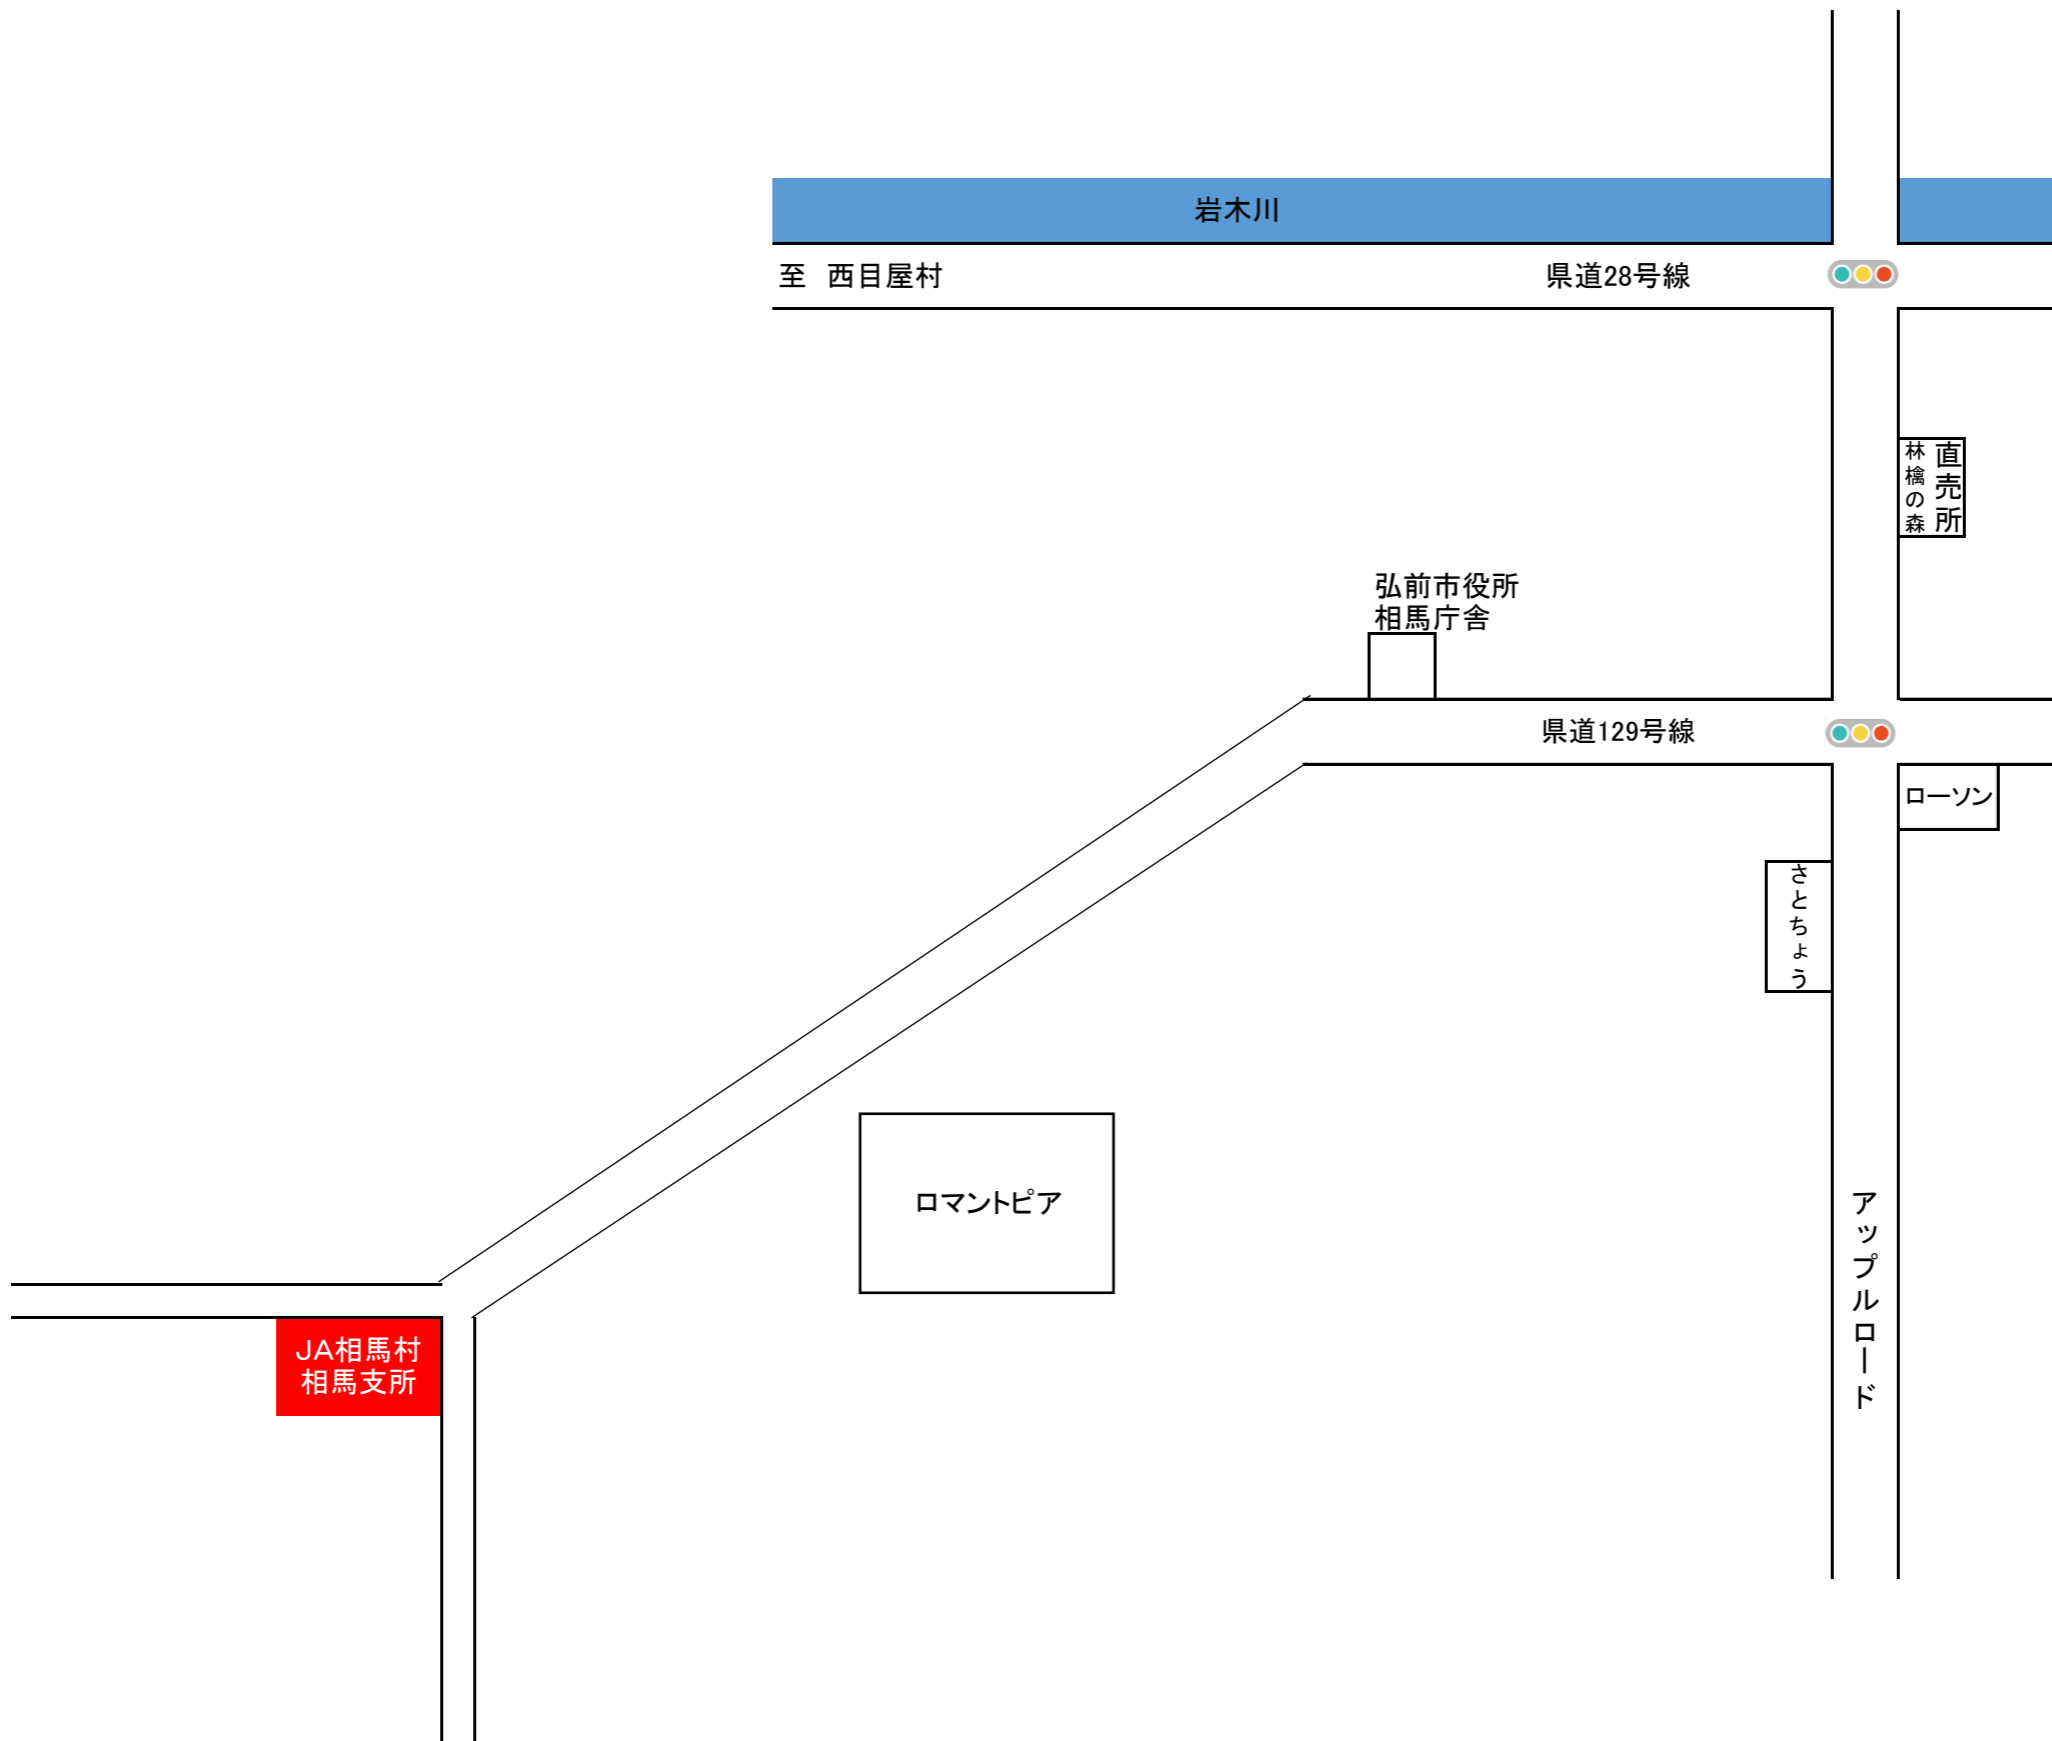 岩木川
至　西目屋村
県道28号線
直売所
林檎の森
弘前市役所
相馬庁舎
県道129号線
ローソン
さとちょう
ロマントピア
アップルロード
JA相馬村
相馬支所